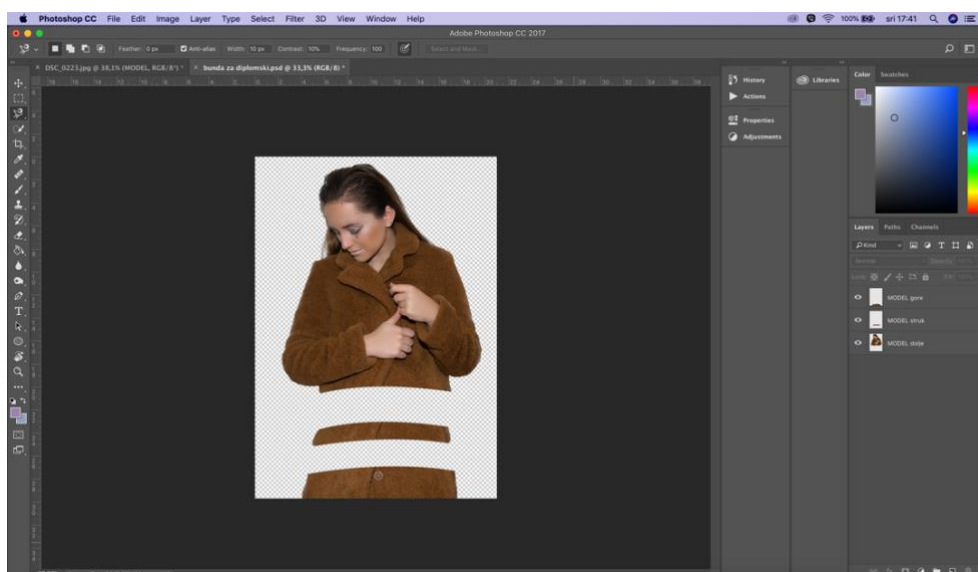 Photoshop CC File Edit Image Layer Type Select Filter 3D View Window Help 100% sri 17:41
Adobe Photoshop CC 2017
Feather: 0 px Anti-alias Width: 10 px Contrast: 10% Frequency: 100 Select and Mask...
× DSC_0223.jpg @ 38,1% (MODEL, RGB/8*) * × bunda za diplomski.psd @ 33,3% (RGB/8) *
History
Actions
Properties
Adjustments
Libraries
Color Swatches
Layers Paths Channels
Kind
Normal Opacity:
Lock: Fill:
MODEL gore
MODEL struk
MODEL dolje